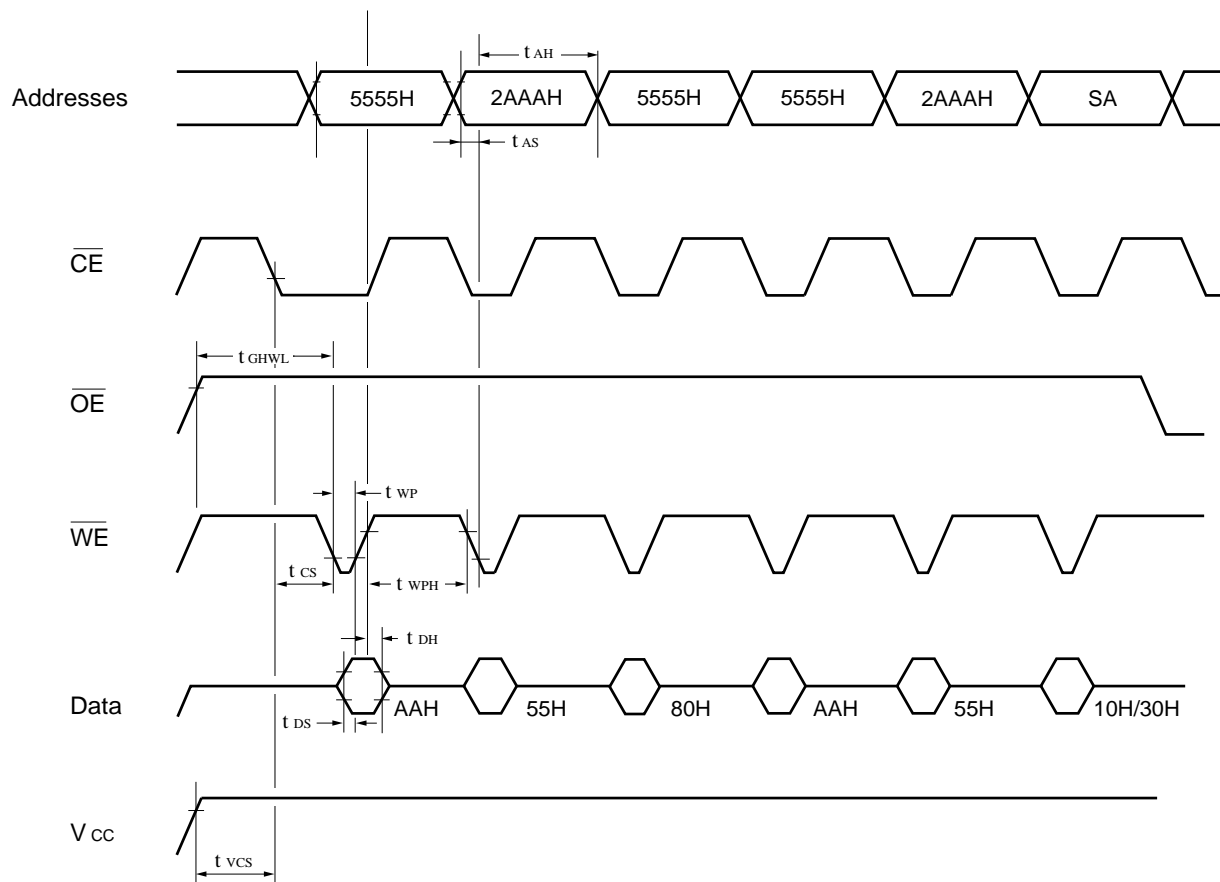 t AH
Addresses 5555H 2AAAH 5555H 5555H 2AAAH SA
t AS
CE
t GHWL
OE
t WP
WE
t CS t WPH
t DH
Data AAH 55H 80H AAH 55H 10H/30H
t DS
V CC
t VCS